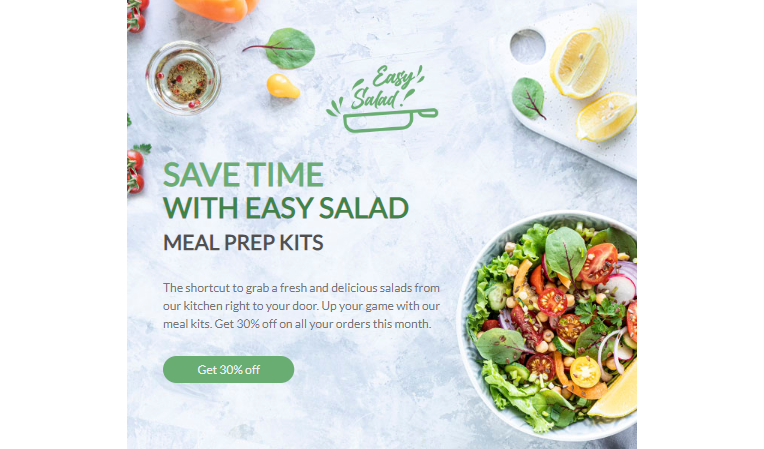 Easy!
Salad!
SAVE TIME
WITH EASY SALAD
MEAL PREP KITS
The shortcut to grab a fresh and delicious salads from
our kitchen right to your door. Up your game with our
meal kits. Get 30% off on all your orders this month.
Get 30% off